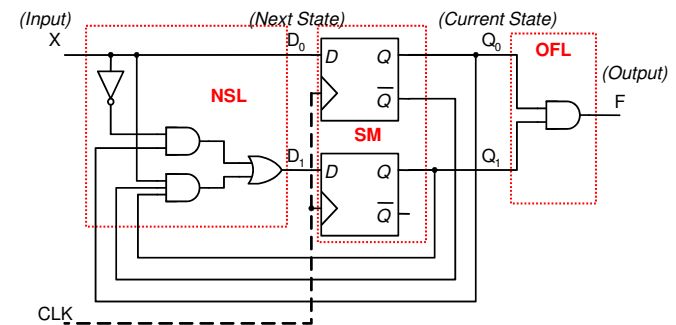 (Input) (Next State) (Current State)
X D0 Q0 OFL
D Q (Output)
NSL F
Q
SM
D1 D Q Q1
Q
CLK